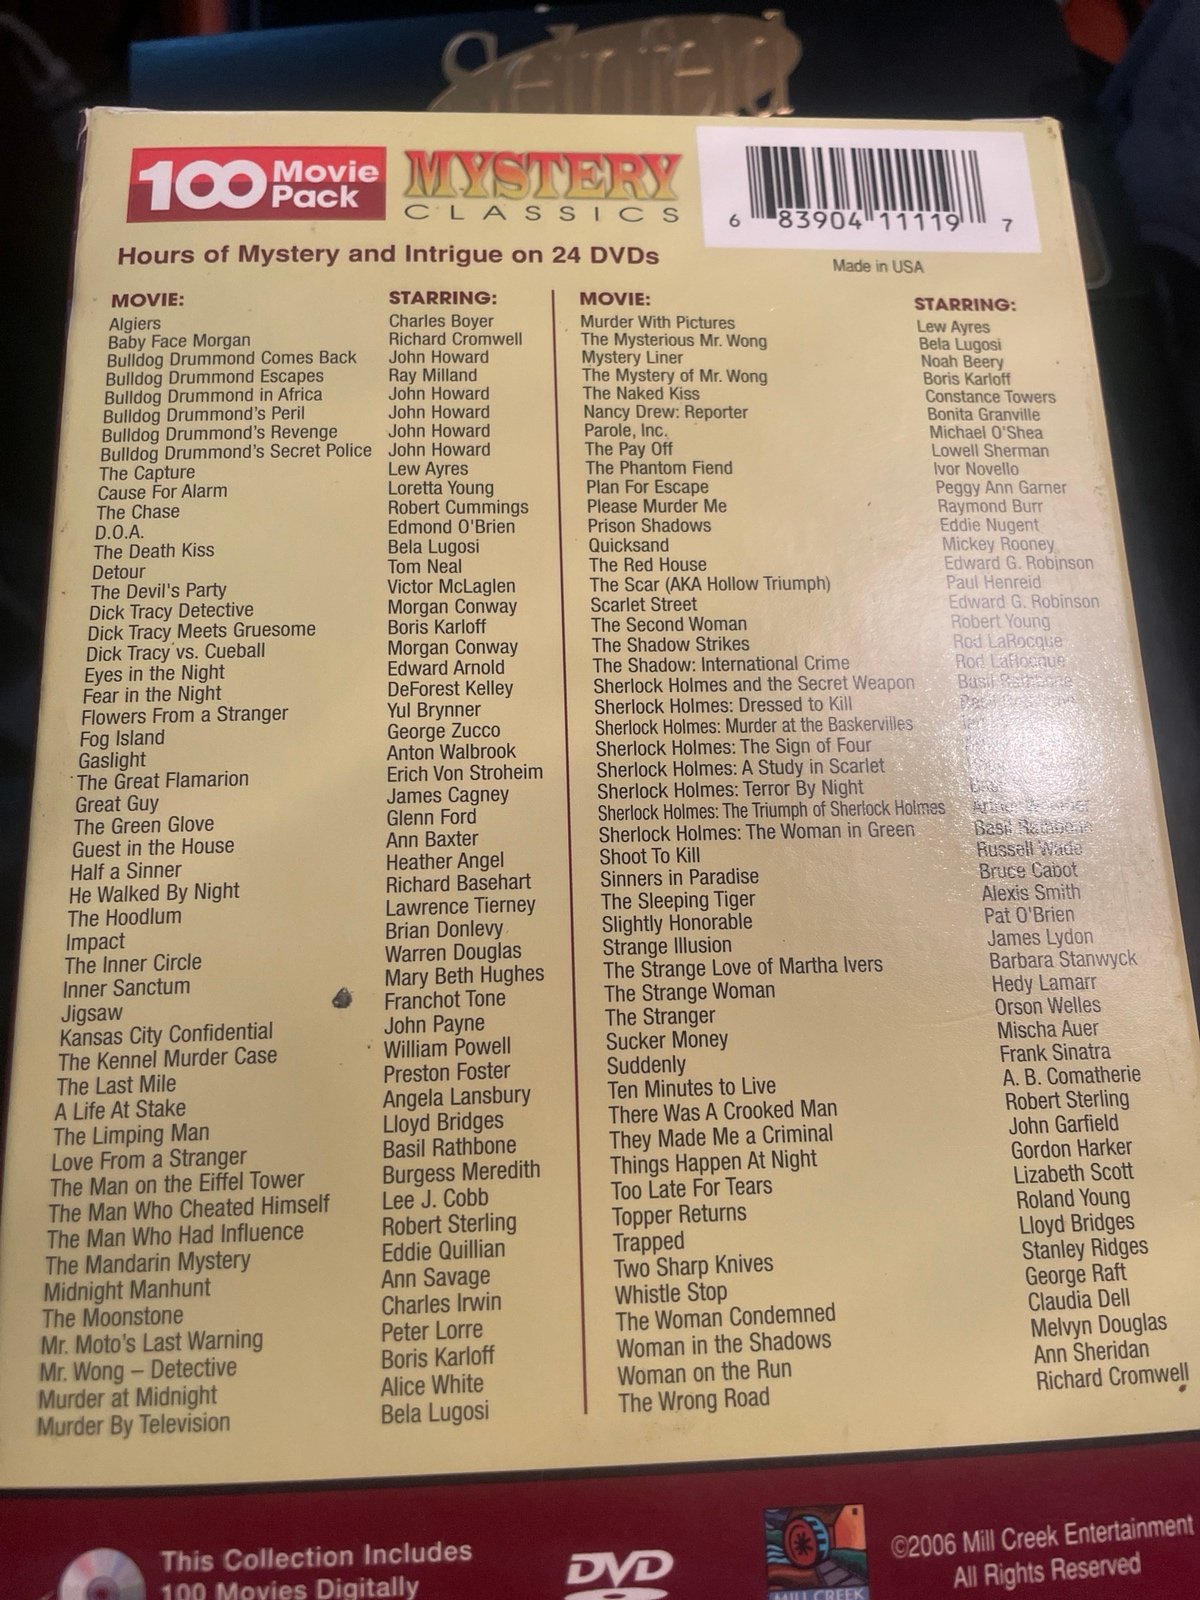 Seinfeld
100 Movie Pack
MYSTERY
CLASSICS
6 83904 11119 7
Hours of Mystery and Intrigue on 24 DVDs
Made in USA
MOVIE: STARRING:
Algiers Charles Boyer
Baby Face Morgan Richard Cromwell
Bulldog Drummond Comes Back John Howard
Bulldog Drummond Escapes Ray Milland
Bulldog Drummond in Africa John Howard
Bulldog Drummond's Peril John Howard
Bulldog Drummond's Revenge John Howard
Bulldog Drummond's Secret Police John Howard
The Capture Lew Ayres
Cause For Alarm Loretta Young
The Chase Robert Cummings
D.O.A. Edmond O'Brien
The Death Kiss Bela Lugosi
Detour Tom Neal
The Devil's Party Victor McLaglen
Dick Tracy Detective Morgan Conway
Dick Tracy Meets Gruesome Boris Karloff
Dick Tracy vs. Cueball Morgan Conway
Eyes in the Night Edward Arnold
Fear in the Night DeForest Kelley
Flowers From a Stranger Yul Brynner
Fog Island George Zucco
Gaslight Anton Walbrook
The Great Flamarion Erich Von Stroheim
Great Guy James Cagney
The Green Glove Glenn Ford
Guest in the House Ann Baxter
Half a Sinner Heather Angel
He Walked By Night Richard Basehart
The Hoodlum Lawrence Tierney
Impact Brian Donlevy
The Inner Circle Warren Douglas
Inner Sanctum Mary Beth Hughes
Jigsaw Franchot Tone
Kansas City Confidential John Payne
The Kennel Murder Case William Powell
The Last Mile Preston Foster
A Life At Stake Angela Lansbury
The Limping Man Lloyd Bridges
Love From a Stranger Basil Rathbone
The Man on the Eiffel Tower Burgess Meredith
The Man Who Cheated Himself Lee J. Cobb
The Man Who Had Influence Robert Sterling
The Mandarin Mystery Eddie Quillian
Midnight Manhunt Ann Savage
The Moonstone Charles Irwin
Mr. Moto's Last Warning Peter Lorre
Mr. Wong – Detective Boris Karloff
Murder at Midnight Alice White
Murder By Television Bela Lugosi
MOVIE: STARRING:
Murder With Pictures Lew Ayres
The Mysterious Mr. Wong Bela Lugosi
Mystery Liner Noah Beery
The Mystery of Mr. Wong Boris Karloff
The Naked Kiss Constance Towers
Nancy Drew: Reporter Bonita Granville
Parole, Inc. Michael O'Shea
The Pay Off Lowell Sherman
The Phantom Fiend Ivor Novello
Plan For Escape Peggy Ann Garner
Please Murder Me Raymond Burr
Prison Shadows Eddie Nugent
Quicksand Mickey Rooney
The Red House Edward G. Robinson
The Scar (AKA Hollow Triumph) Paul Henreid
Scarlet Street Edward G. Robinson
The Second Woman Robert Young
The Shadow Strikes Rod LaRocque
The Shadow: International Crime Rod LaRocque
Sherlock Holmes and the Secret Weapon Basil Rathbone
Sherlock Holmes: Dressed to Kill
Sherlock Holmes: Murder at the Baskervilles
Sherlock Holmes: The Sign of Four
Sherlock Holmes: A Study in Scarlet
Sherlock Holmes: Terror By Night
Sherlock Holmes: The Triumph of Sherlock Holmes
Sherlock Holmes: The Woman in Green Basil Rathbone
Shoot To Kill Russell Wade
Sinners in Paradise Bruce Cabot
The Sleeping Tiger Alexis Smith
Slightly Honorable Pat O'Brien
Strange Illusion James Lydon
The Strange Love of Martha Ivers Barbara Stanwyck
The Strange Woman Hedy Lamarr
The Stranger Orson Welles
Sucker Money Mischa Auer
Suddenly Frank Sinatra
Ten Minutes to Live A. B. Comatherie
There Was A Crooked Man Robert Sterling
They Made Me a Criminal John Garfield
Things Happen At Night Gordon Harker
Too Late For Tears Lizabeth Scott
Topper Returns Roland Young
Trapped Lloyd Bridges
Two Sharp Knives Stanley Ridges
Whistle Stop George Raft
The Woman Condemned Claudia Dell
Woman in the Shadows Melvyn Douglas
Woman on the Run Ann Sheridan
The Wrong Road Richard Cromwell
This Collection Includes
100 Movies Digitally
DVD
MILL CREEK
©2006 Mill Creek Entertainment
All Rights Reserved